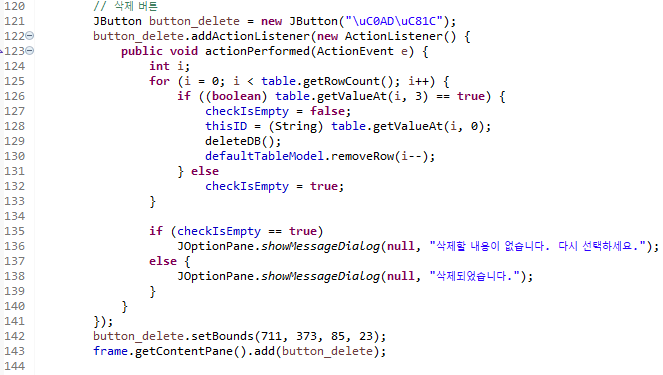 120 // 삭제 버튼
121 JButton button_delete = new JButton("\uC0AD\uC81C");
122 button_delete.addActionListener(new ActionListener() {
123 public void actionPerformed(ActionEvent e) {
124 int i;
125 for (i = 0; i < table.getRowCount(); i++) {
126 if ((boolean) table.getValueAt(i, 3) == true) {
127 checkIsEmpty = false;
128 thisID = (String) table.getValueAt(i, 0);
129 deleteDB();
130 defaultTableModel.removeRow(i--);
131 } else
132 checkIsEmpty = true;
133 }
134
135 if (checkIsEmpty == true)
136 JOptionPane.showMessageDialog(null, "삭제할 내용이 없습니다. 다시 선택하세요.");
137 else {
138 JOptionPane.showMessageDialog(null, "삭제되었습니다.");
139 }
140 }
141 });
142 button_delete.setBounds(711, 373, 85, 23);
143 frame.getContentPane().add(button_delete);
144